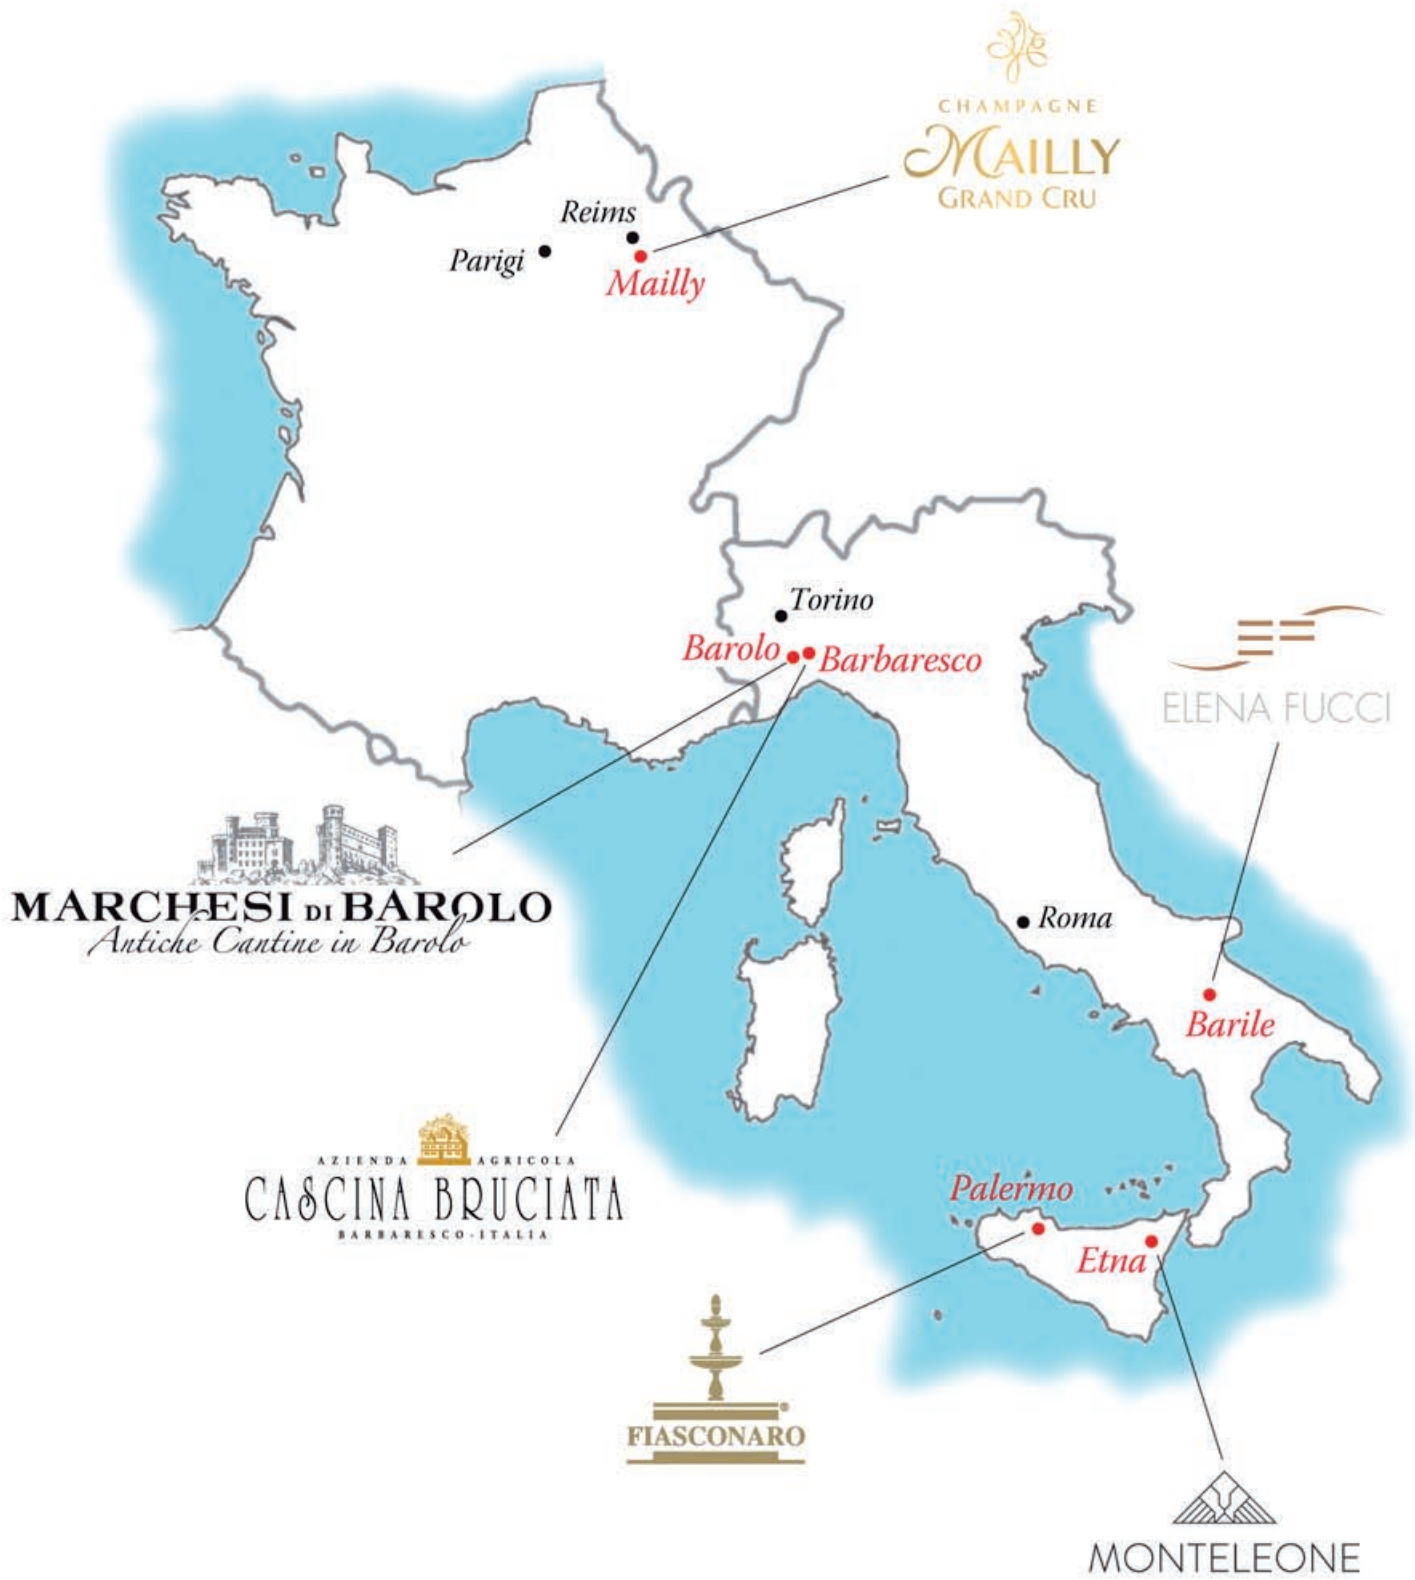 CHAMPAGNE
MAILLY
GRAND CRU
Reims
Parigi
Mailly
Torino
Barolo
Barbaresco
ELENA FUCCI
MARCHESI DI BAROLO
Antiche Cantine in Barolo
Roma
Barile
AZIENDA AGRICOLA
CASCINA BRUCIATA
BARBARESCO-ITALIA
Palermo
Etna
FIASCONARO
®
MONTELEONE